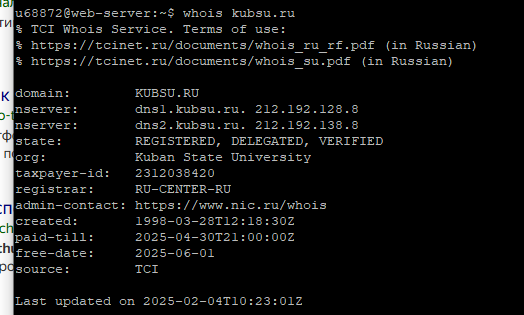 u68872@web-server:~$ whois kubsu.ru
% TCI Whois Service. Terms of use:
% https://tcinet.ru/documents/whois_ru_rf.pdf (in Russian)
% https://tcinet.ru/documents/whois_su.pdf (in Russian)
domain: KUBSU.RU
nserver: dns1.kubsu.ru. 212.192.128.8
nserver: dns2.kubsu.ru. 212.192.138.8
state: REGISTERED, DELEGATED, VERIFIED
org: Kuban State University
taxpayer-id: 2312038420
registrar: RU-CENTER-RU
admin-contact: https://www.nic.ru/whois
created: 1998-03-28T12:18:30Z
paid-till: 2025-04-30T21:00:00Z
free-date: 2025-06-01
source: TCI
Last updated on 2025-02-04T10:23:01Z